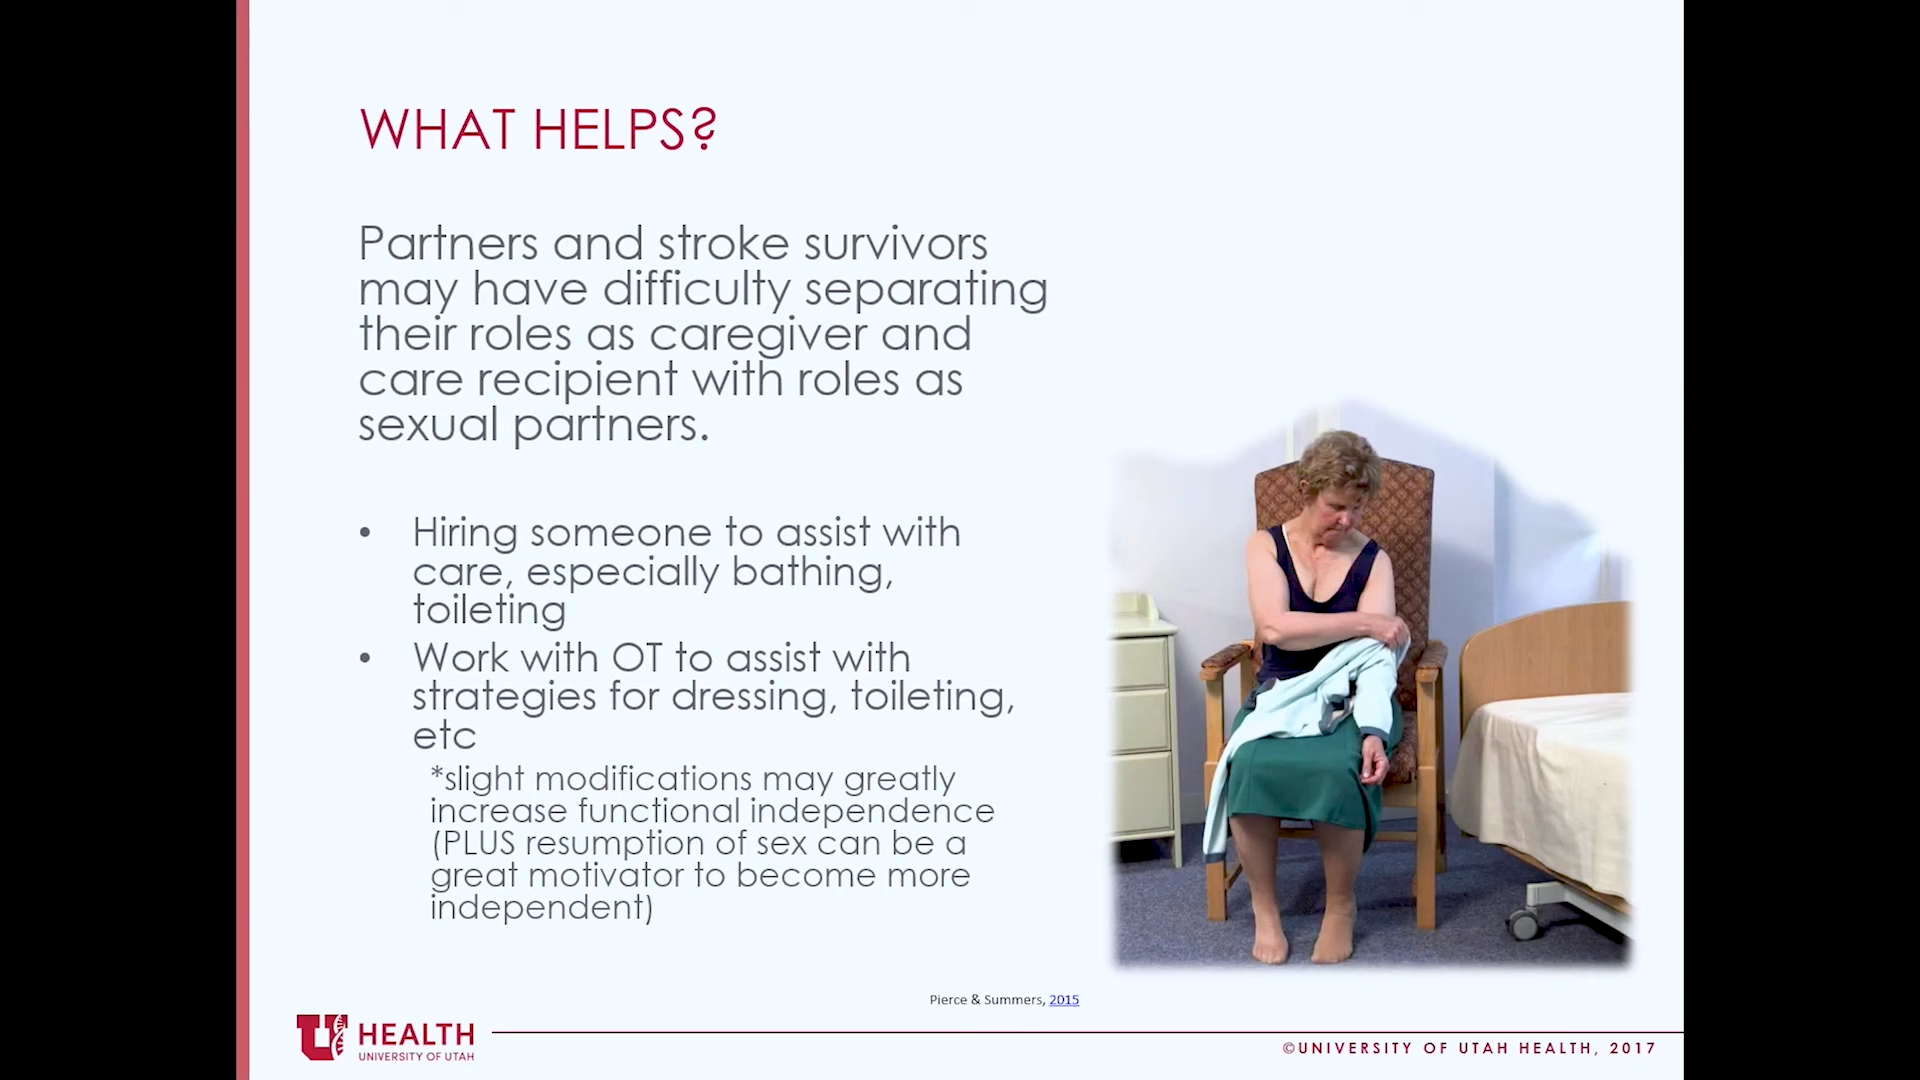 WHAT HELPS?
Partners and stroke survivors
may have difficulty separating
their roles as caregiver and
care recipient with roles as
sexual partners.
• Hiring someone to assist with
care, especially bathing,
toileting
• Work with OT to assist with
strategies for dressing, toileting,
etc
*slight modifications may greatly
increase functional independence
(PLUS resumption of sex can be a
great motivator to become more
independent)
Pierce & Summers, 2015
U HEALTH
UNIVERSITY OF UTAH
©UNIVERSITY OF UTAH HEALTH, 2017